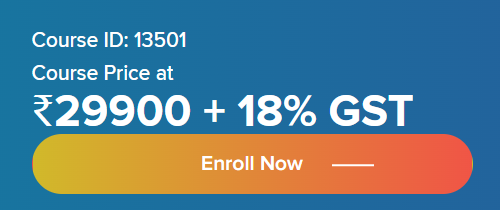 Course ID: 13501
Course Price at
₹29900 + 18% GST
Enroll Now